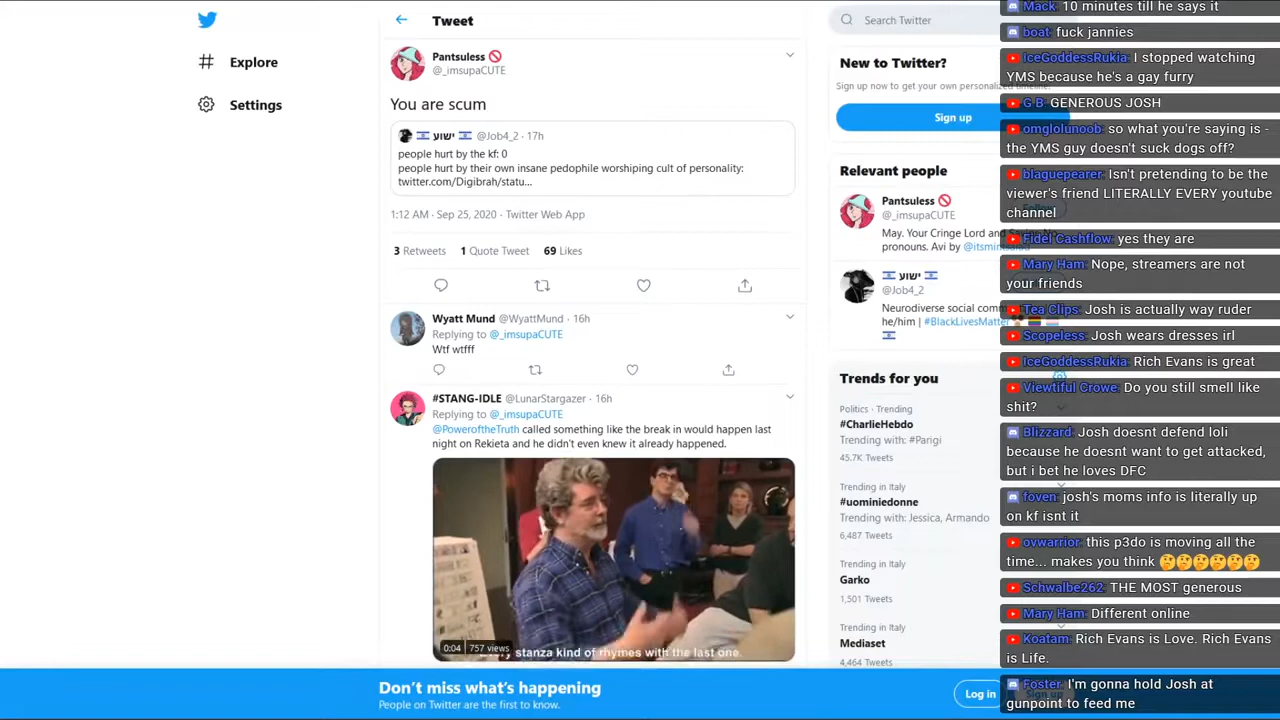 Tweet
Explore
Settings
Pantsuless 🚫
@_imsupaCUTE
You are scum
🇮🇱 ישוע 🇮🇱 @Job4_2 · 17h
people hurt by the kf: 0
people hurt by their own insane pedophile worshiping cult of personality:
twitter.com/Digibrah/statu...
1:12 AM · Sep 25, 2020 · Twitter Web App
3 Retweets 1 Quote Tweet 69 Likes
Wyatt Mund @WyattMund · 16h
Replying to @_imsupaCUTE
Wtf wtfff
#STANG-IDLE @LunarStargazer · 16h
Replying to @_imsupaCUTE
@PoweroftheTruth called something like the break in would happen last
night on Rekieta and he didn't even knew it already happened.
0:04 757 views
Every stanza kind of rhymes with the last one.
Search Twitter
New to Twitter?
Sign up now to get your own personalized timeline.
Sign up
Relevant people
Pantsuless 🚫
@_imsupaCUTE
May. Your Cringe Lord and
pronouns. Avi by
🇮🇱 ישוע 🇮🇱
@Job4_2
Neurodiverse social
he/him | #BlackLivesMatter
🇮🇱
Trends for you
Politics · Trending
#CharlieHebdo
Trending with: #Parigi
45.7K Tweets
Trending in Italy
#uominiedonne
Trending with: Jessica, Armando
6,487 Tweets
Trending in Italy
Garko
1,501 Tweets
Trending in Italy
Mediaset
4,464 Tweets
Don't miss what's happening
People on Twitter are the first to know.
Log in
Sign up
Mack: 10 minutes till he says it
boat: fuck jannies
IceGoddessRukia: I stopped watching
YMS because he's a gay furry
G B: GENEROUS JOSH
omglolunoob: so what you're saying is -
the YMS guy doesn't suck dogs off?
blaguepearer: Isn't pretending to be the
viewer's friend LITERALLY EVERY youtube
channel
Fidel Cashflow: yes they are
Mary Ham: Nope, streamers are not
your friends
Tea Clips: Josh is actually way ruder
Scopeless: Josh wears dresses irl
IceGoddessRukia: Rich Evans is great
Viewtiful Crowe: Do you still smell like
shit?
Blizzard: Josh doesnt defend loli
because he doesnt want to get attacked,
but i bet he loves DFC
foven: josh's moms info is literally up
on kf isnt it
ovwarrior: this p3do is moving all the
time... makes you think 🤔🤔🤔🤔🤔🤔
Schwalbe262: THE MOST generous
Mary Ham: Different online
Koatam: Rich Evans is Love. Rich Evans
is Life.
Foster: I'm gonna hold Josh at
gunpoint to feed me